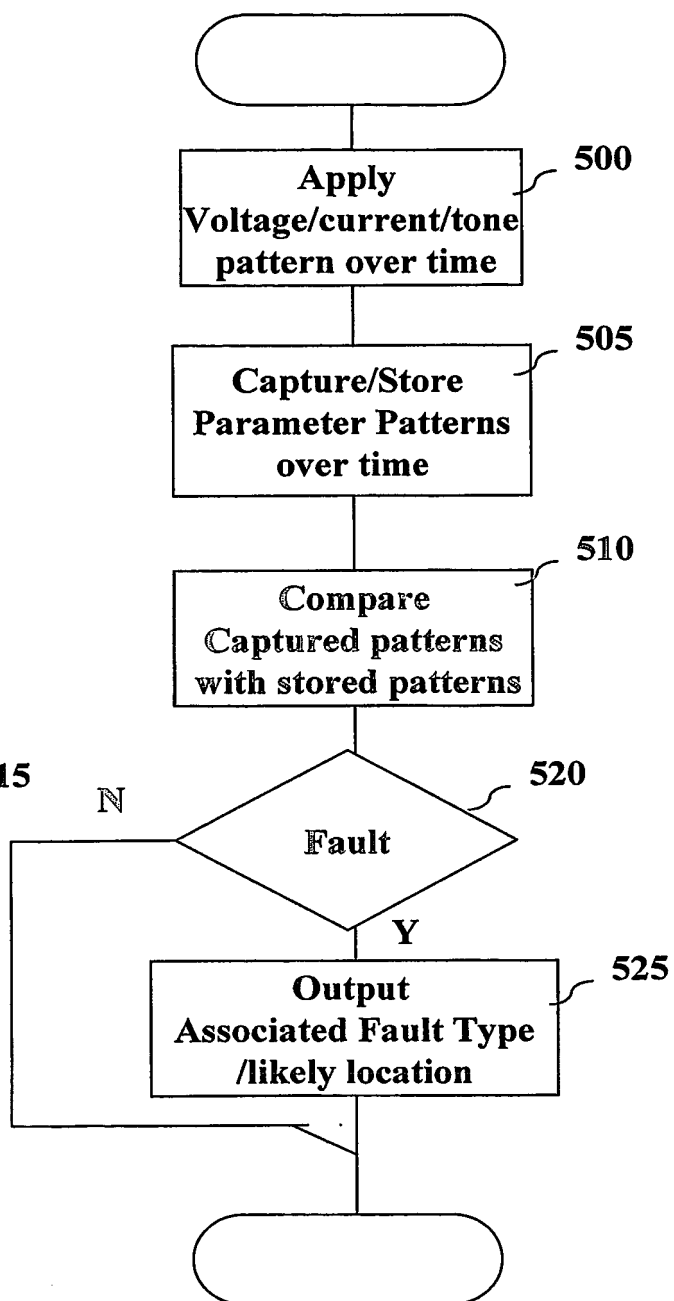 500
Apply
Voltage/current/tone
pattern over time
505
Capture/Store
Parameter Patterns
over time
510
Compare
Captured patterns
with stored patterns
15
N
520
Fault
Y
525
Output
Associated Fault Type
/likely location